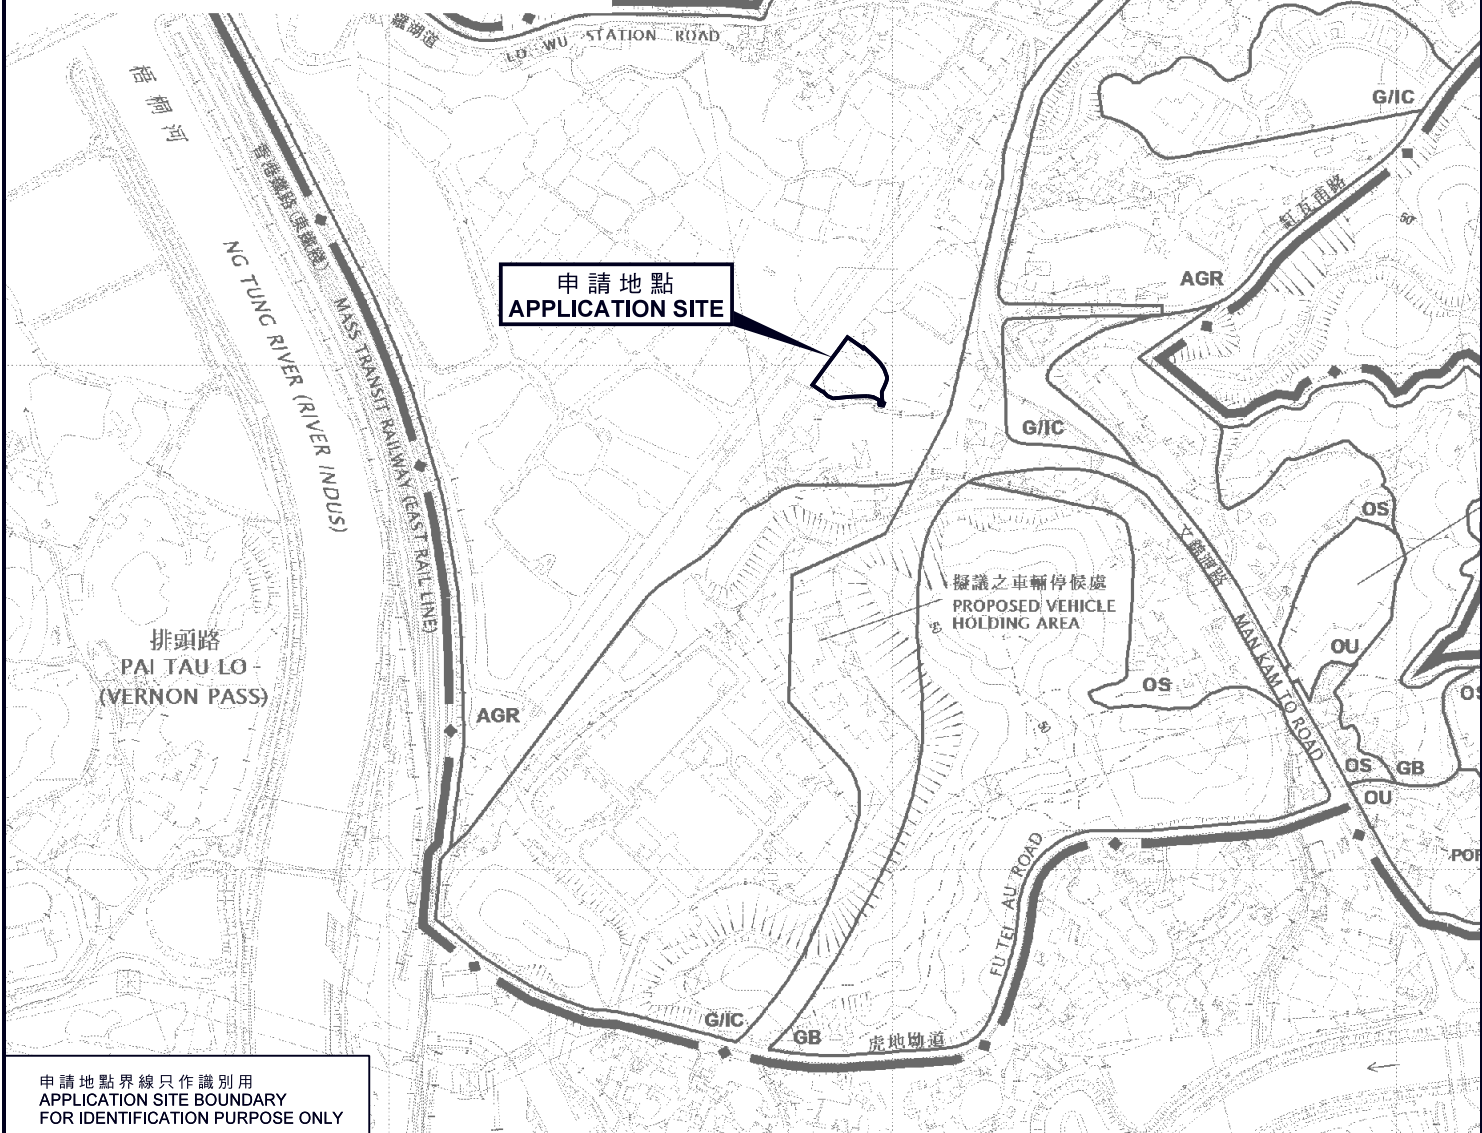 羅湖道
LO WU STATION ROAD
梧桐河
G/IC
香港鐵路(東鐵綫)
MASS TRANSIT RAILWAY (EAST RAIL LINE)
NG TUNG RIVER (RIVER INDUS)
50
AGR
申請地點
APPLICATION SITE
G/IC
OS
文錦渡路
MAN KAM TO ROAD
擬議之車輛停候處
PROPOSED VEHICLE
HOLDING AREA
50
排頭路
PAI TAU LO
(VERNON PASS)
OU
OS
AGR
50
OS
GB
OU
FU TEI AU ROAD
G/IC
GB
虎地坳道
申請地點界線只作識別用
APPLICATION SITE BOUNDARY
FOR IDENTIFICATION PURPOSE ONLY